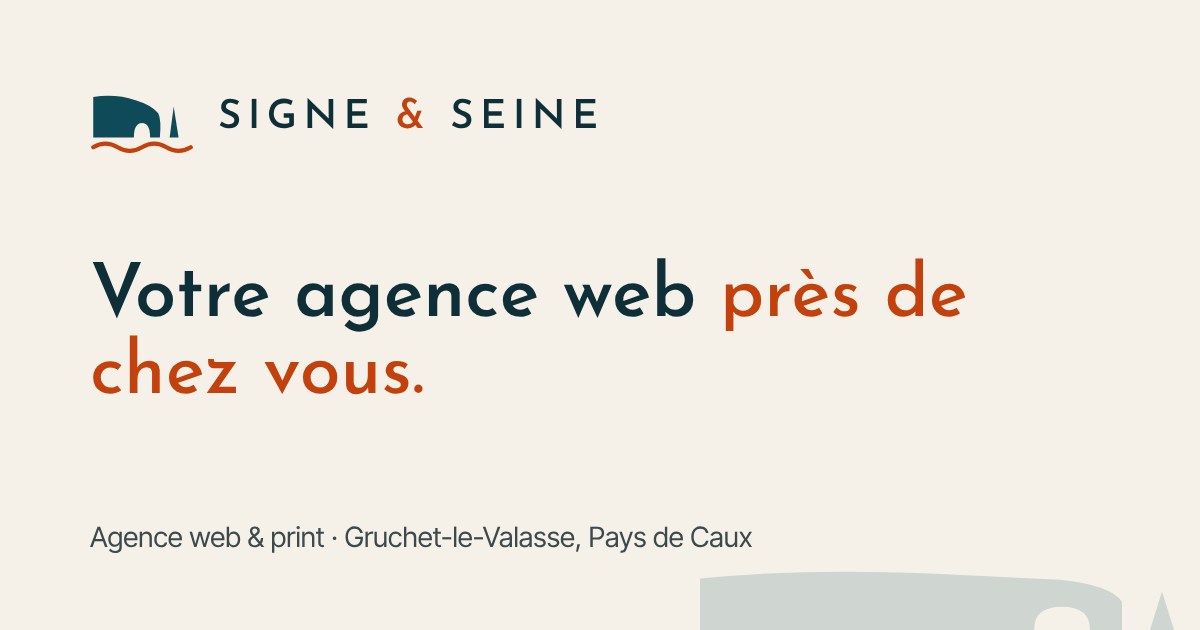 SIGNE & SEINE
Votre agence web près de
chez vous.
Agence web & print · Gruchet-le-Valasse, Pays de Caux